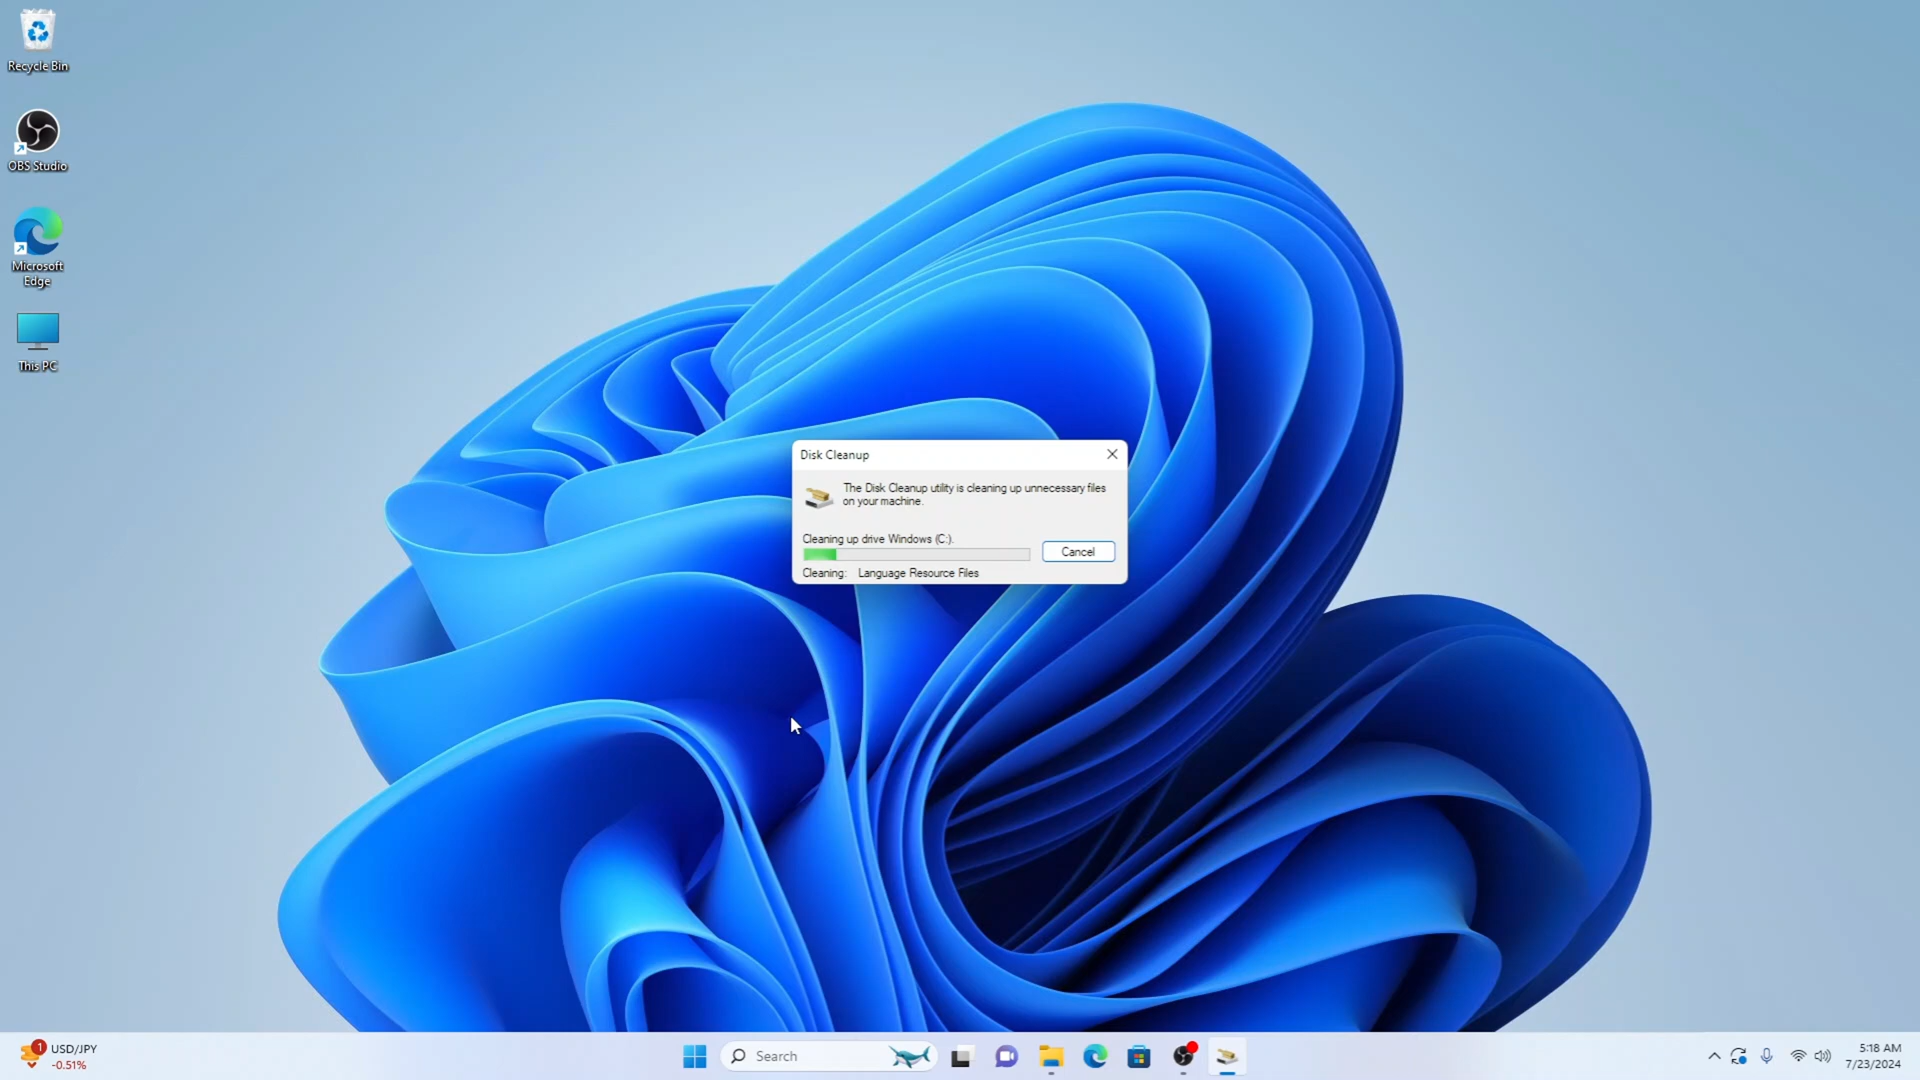 Recycle Bin
OBS Studio
Microsoft
Edge
This PC
Disk Cleanup
The Disk Cleanup utility is cleaning up unnecessary files
on your machine.
Cleaning up drive Windows (C:).
Cancel
Cleaning: Language Resource Files
1
USD/JPY
-0.51%
Search
5:18 AM
7/23/2024